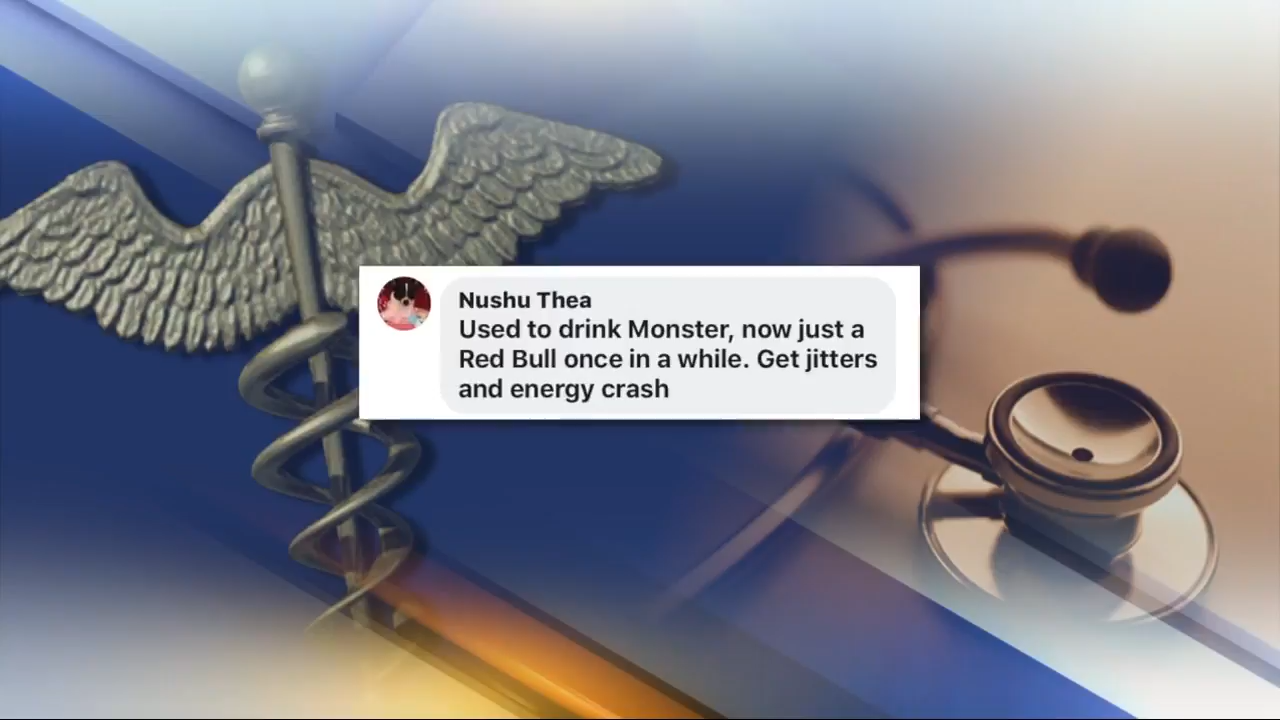 Nushu Thea
Used to drink Monster, now just a
Red Bull once in a while. Get jitters
and energy crash